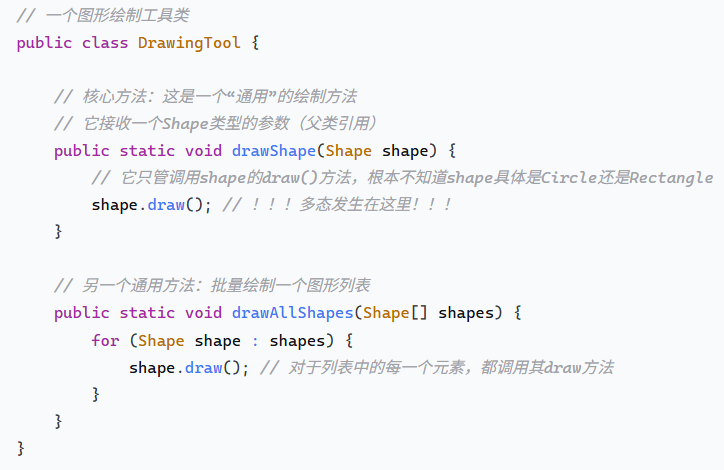 // 一个图形绘制工具类
public class DrawingTool {
// 核心方法：这是一个“通用”的绘制方法
// 它接收一个Shape类型的参数（父类引用）
public static void drawShape(Shape shape) {
// 它只管调用shape的draw()方法，根本不知道shape具体是Circle还是Rectangle
shape.draw(); // ！！！多态发生在这里！！！
}
// 另一个通用方法：批量绘制一个图形列表
public static void drawAllShapes(Shape[] shapes) {
for (Shape shape : shapes) {
shape.draw(); // 对于列表中的每一个元素，都调用其draw方法
}
}
}